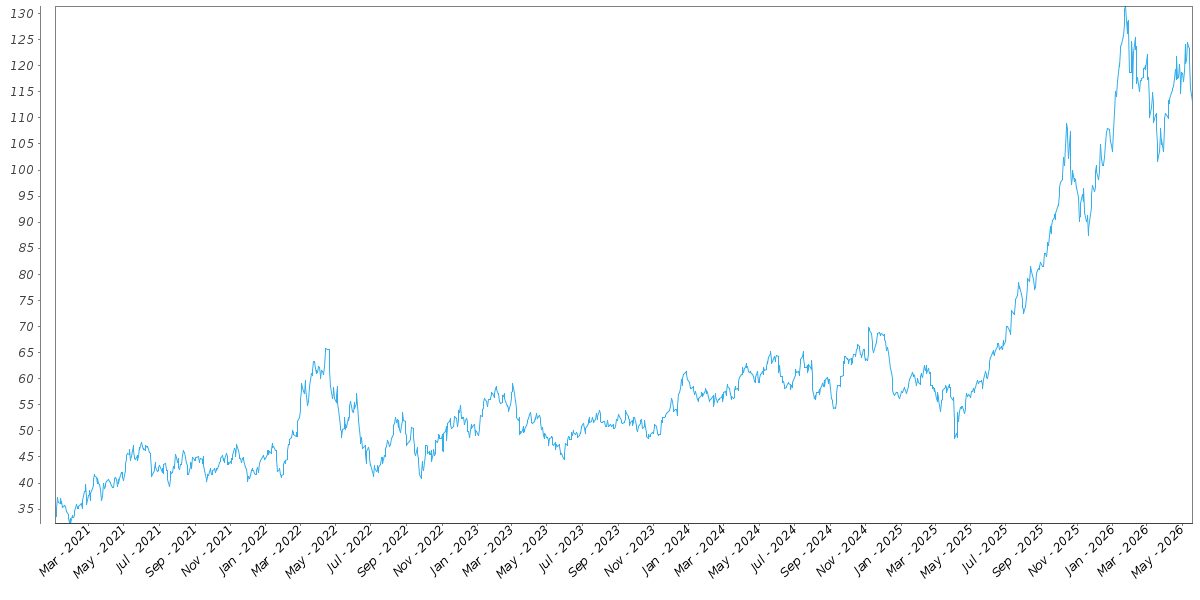 130
125
120
115
110
105
100
95
90
85
80
75
70
65
60
55
50
45
40
35
Mar - 2021
May - 2021
Jul - 2021
Sep - 2021
Nov - 2021
Jan - 2022
Mar - 2022
May - 2022
Jul - 2022
Sep - 2022
Nov - 2022
Jan - 2023
Mar - 2023
May - 2023
Jul - 2023
Sep - 2023
Nov - 2023
Jan - 2024
Mar - 2024
May - 2024
Jul - 2024
Sep - 2024
Nov - 2024
Jan - 2025
Mar - 2025
May - 2025
Jul - 2025
Sep - 2025
Nov - 2025
Jan - 2026
Mar - 2026
May - 2026